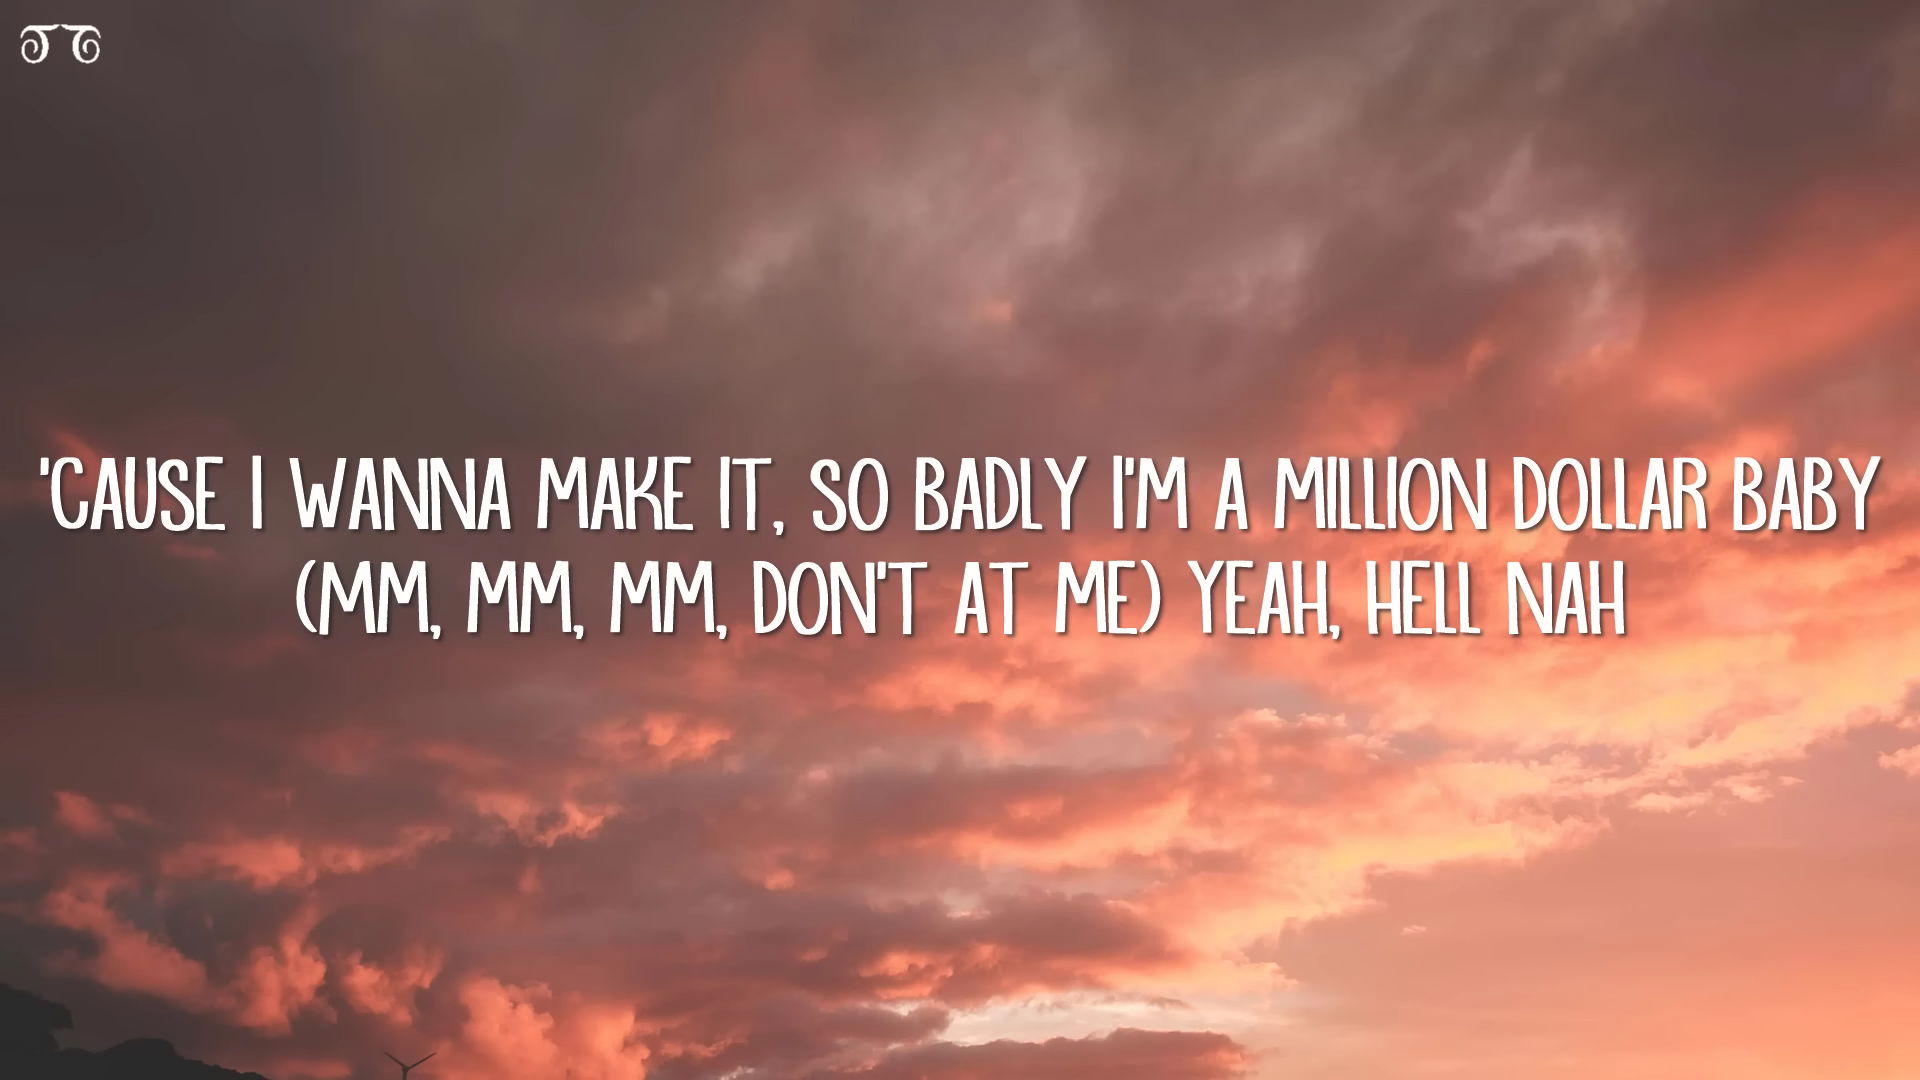 'CAUSE I WANNA MAKE IT, SO BADLY I'M A MILLION DOLLAR BABY
(MM, MM, MM, DON'T AT ME) YEAH, HELL NAH